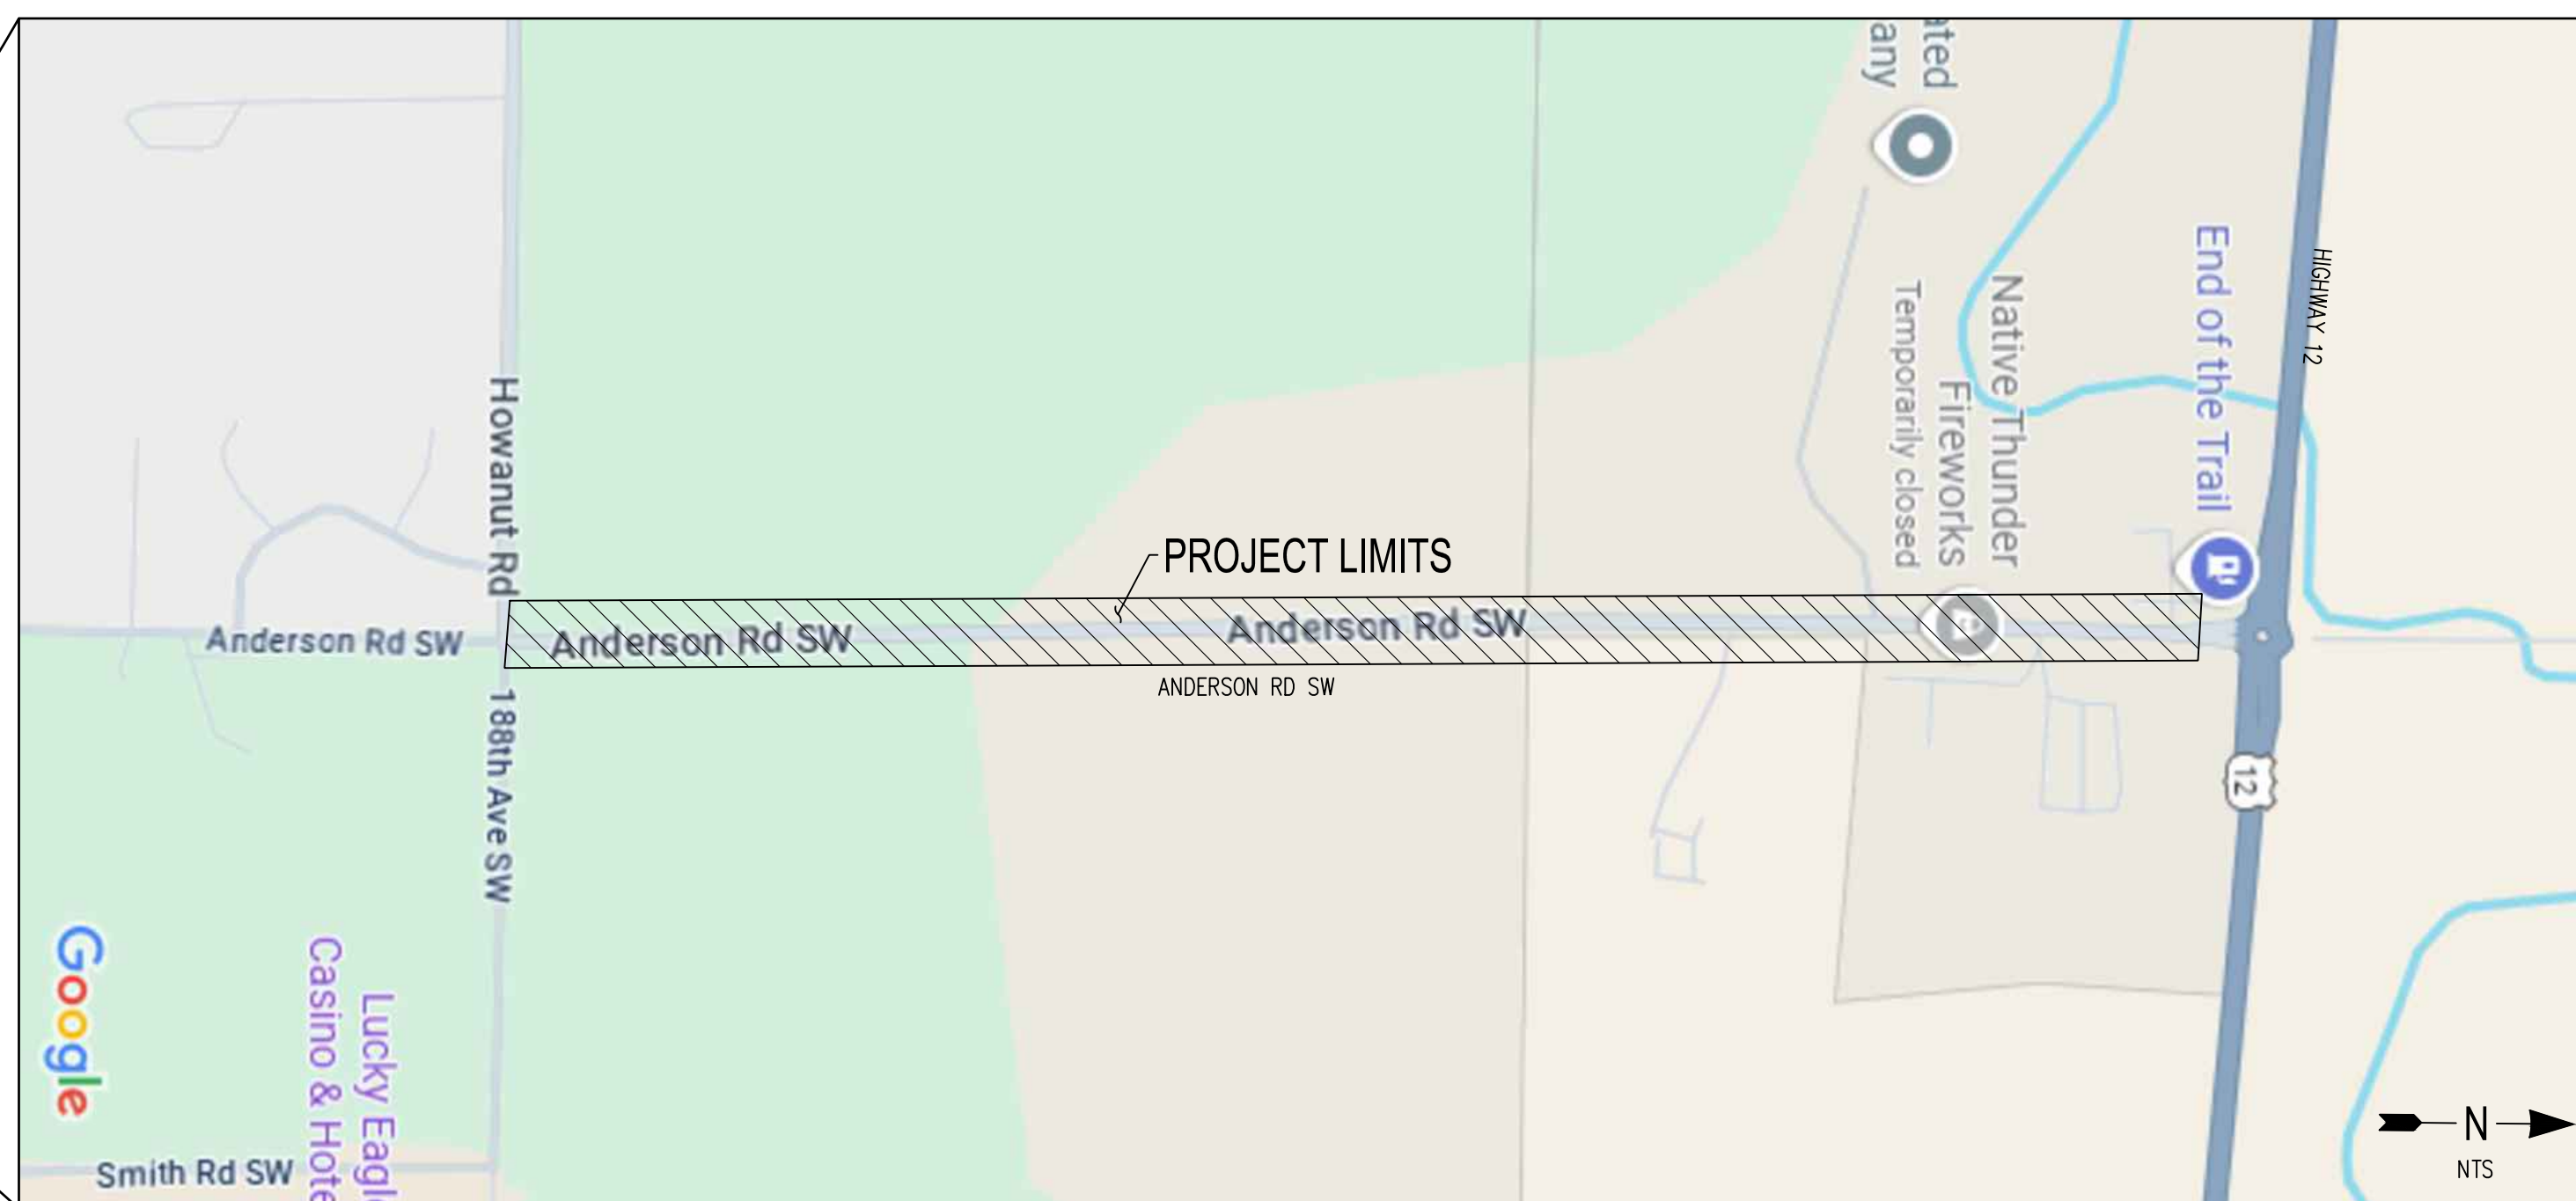 ated
any
End of the Trail
HIGHWAY 12
Native Thunder
Fireworks
Temporarily closed
Howanut Rd
PROJECT LIMITS
Anderson Rd SW
Anderson Rd SW
Anderson Rd SW
ANDERSON RD SW
188th Ave SW
12
Google
Lucky Eagl
Casino & Hote
Smith Rd SW
N
NTS